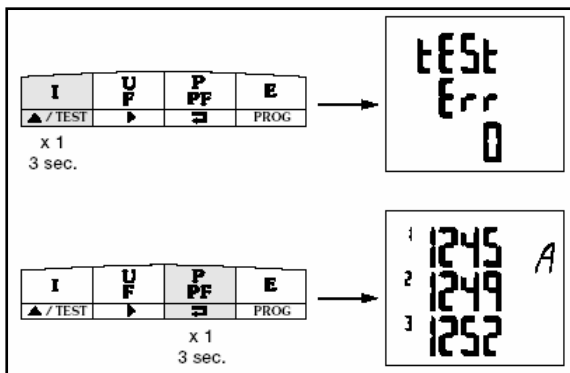 tESt
Err
0
I U F P PF E
▲ / TEST ▶ ⮐ PROG
x 1
3 sec.
1 1245 A
2 1249
3 1252
I U F P PF E
▲ / TEST ▶ ⮐ PROG
x 1
3 sec.